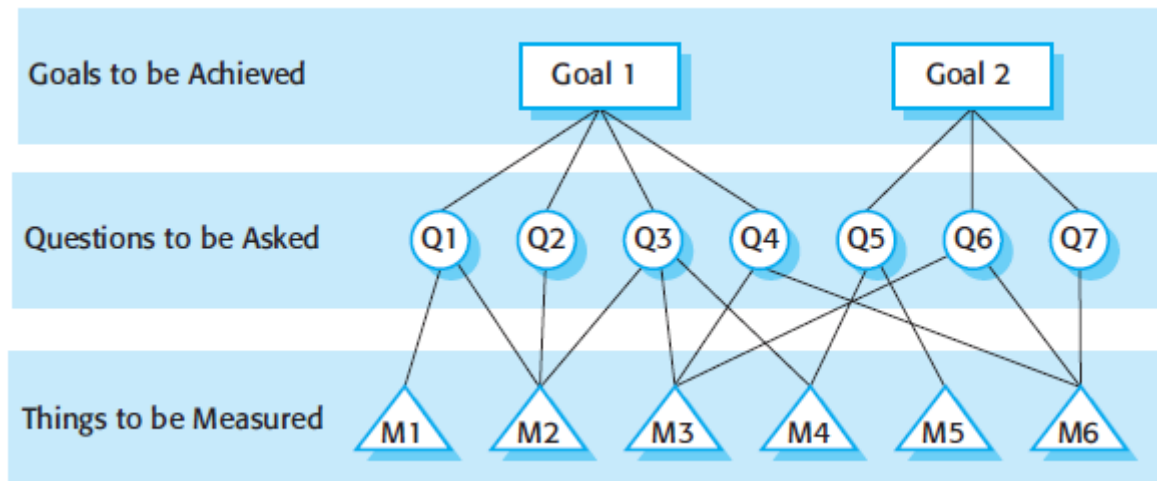 Goals to be Achieved Goal 1 Goal 2
Questions to be Asked Q1 Q2 Q3 Q4 Q5 Q6 Q7
Things to be Measured M1 M2 M3 M4 M5 M6